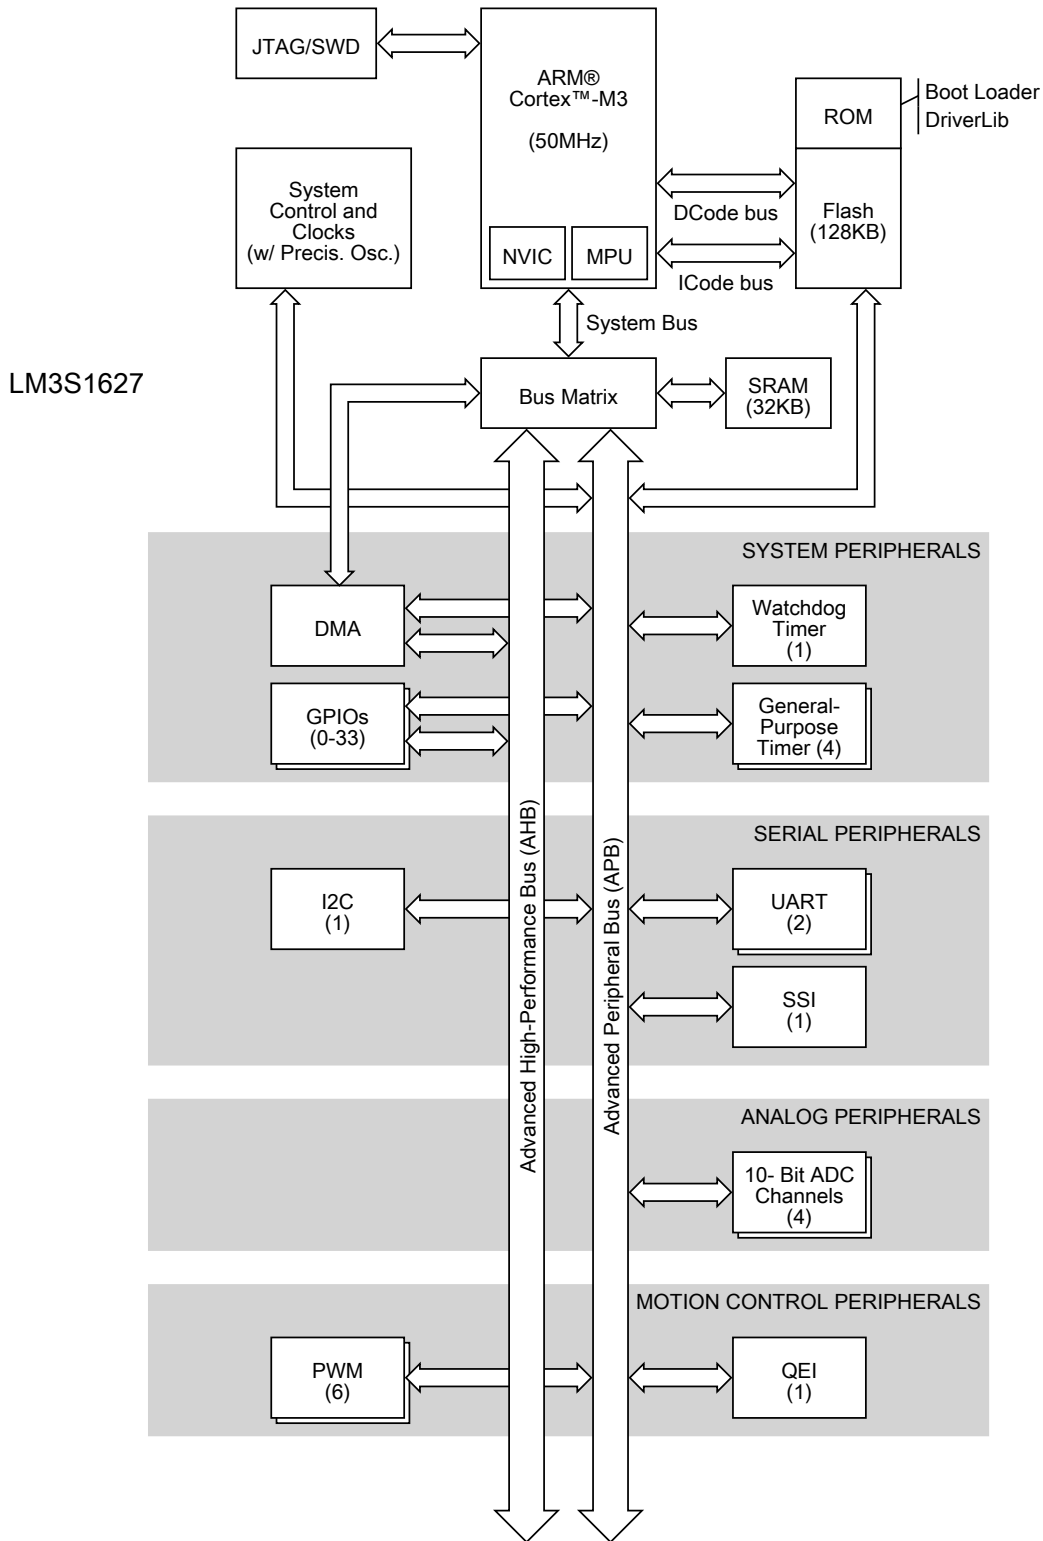 JTAG/SWD
ARM®
Cortex™-M3
(50MHz)
NVIC
MPU
ROM
Boot Loader
DriverLib
Flash
(128KB)
DCode bus
ICode bus
System
Control and
Clocks
(w/ Precis. Osc.)
System Bus
LM3S1627
Bus Matrix
SRAM
(32KB)
SYSTEM PERIPHERALS
DMA
Watchdog
Timer
(1)
GPIOs
(0-33)
General-
Purpose
Timer (4)
Advanced High-Performance Bus (AHB)
Advanced Peripheral Bus (APB)
SERIAL PERIPHERALS
I2C
(1)
UART
(2)
SSI
(1)
ANALOG PERIPHERALS
10- Bit ADC
Channels
(4)
MOTION CONTROL PERIPHERALS
PWM
(6)
QEI
(1)